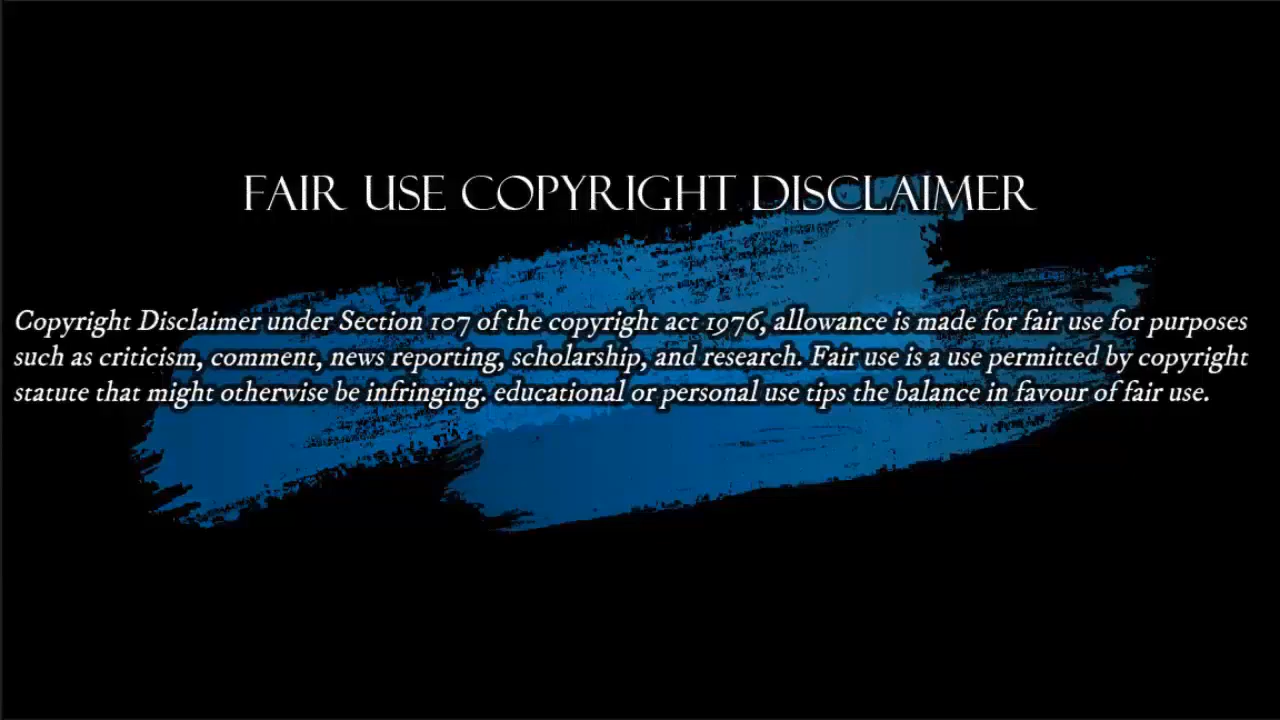 FAIR USE COPYRIGHT DISCLAIMER
Copyright Disclaimer under Section 107 of the copyright act 1976, allowance is made for fair use for purposes
such as criticism, comment, news reporting, scholarship, and research. Fair use is a use permitted by copyright
statute that might otherwise be infringing. educational or personal use tips the balance in favour of fair use.